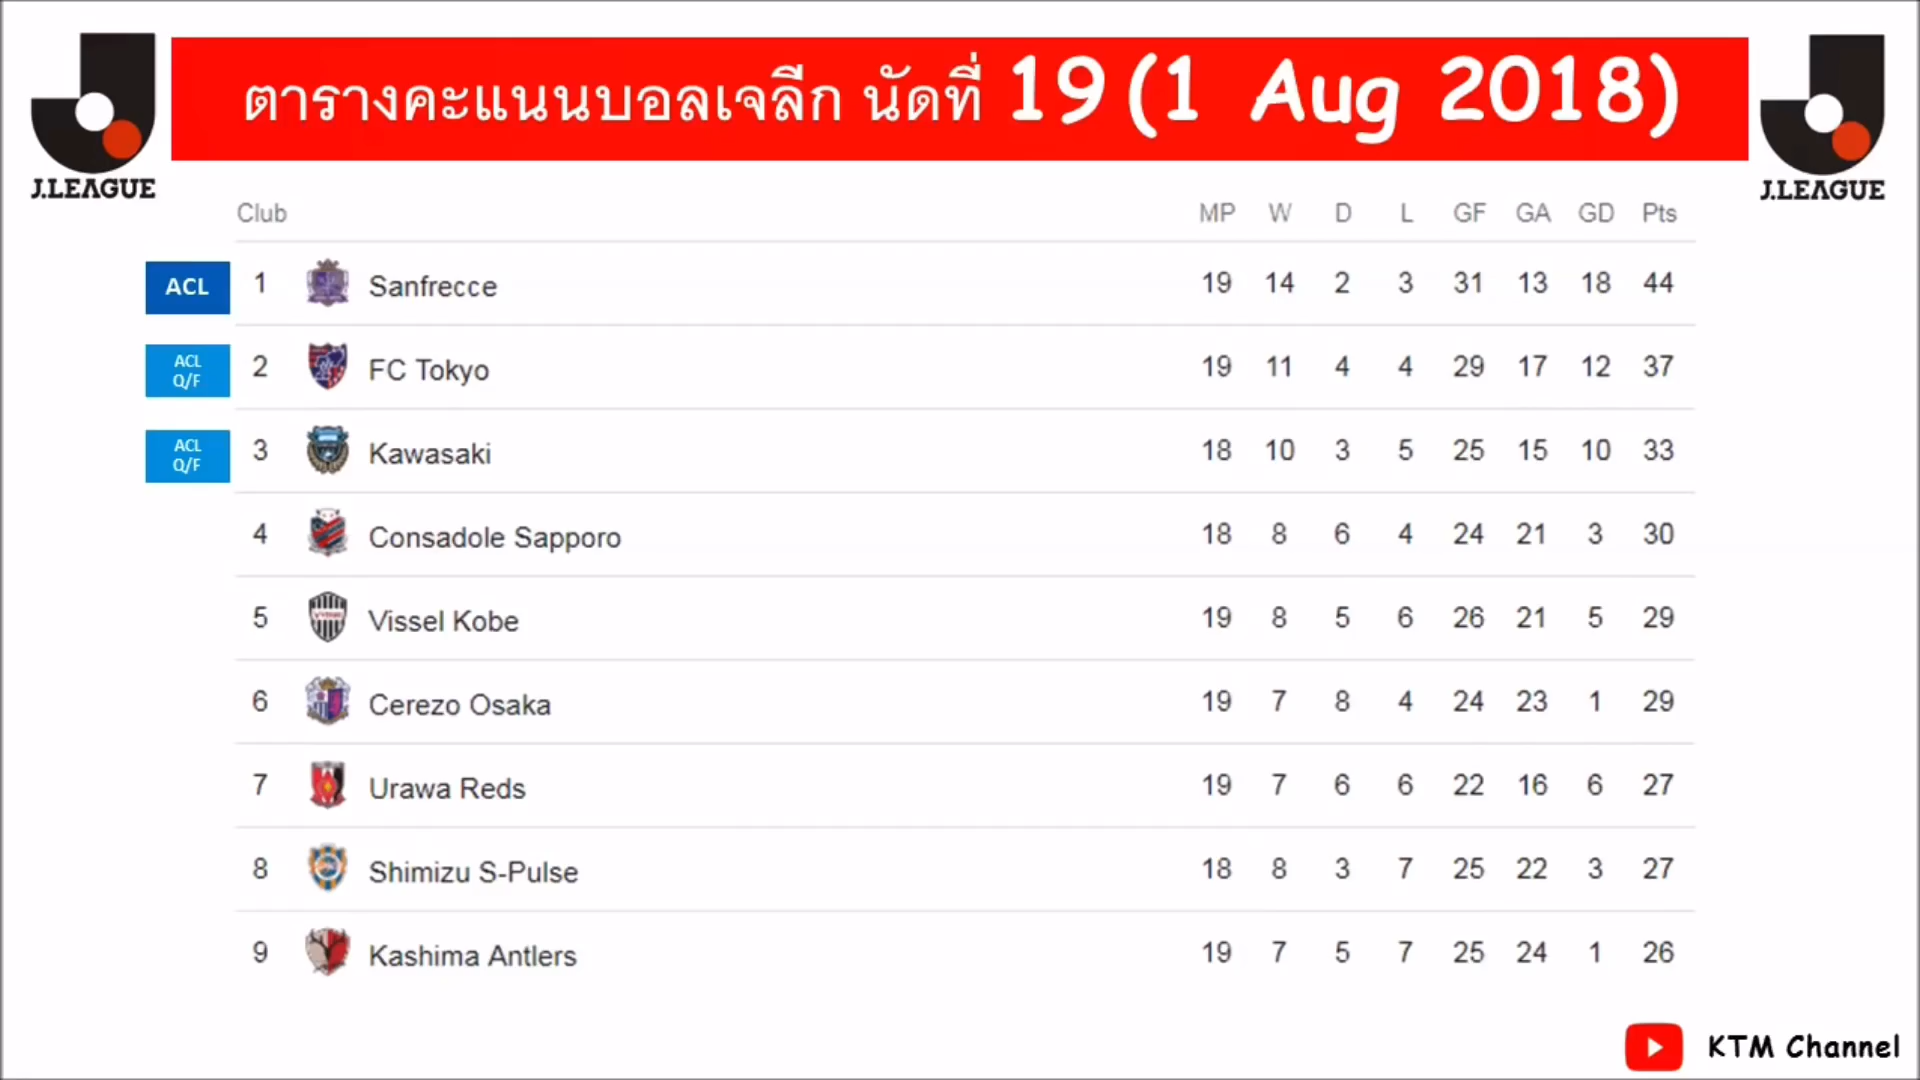 ตารางคะแนนบอลเจลีก นัดที่ 19 (1 Aug 2018)
J.LEAGUE
J.LEAGUE
Club MP W D L GF GA GD Pts
ACL 1 Sanfrecce 19 14 2 3 31 13 18 44
ACL Q/F 2 FC Tokyo 19 11 4 4 29 17 12 37
ACL Q/F 3 Kawasaki 18 10 3 5 25 15 10 33
4 Consadole Sapporo 18 8 6 4 24 21 3 30
5 Vissel Kobe 19 8 5 6 26 21 5 29
6 Cerezo Osaka 19 7 8 4 24 23 1 29
7 Urawa Reds 19 7 6 6 22 16 6 27
8 Shimizu S-Pulse 18 8 3 7 25 22 3 27
9 Kashima Antlers 19 7 5 7 25 24 1 26
KTM Channel